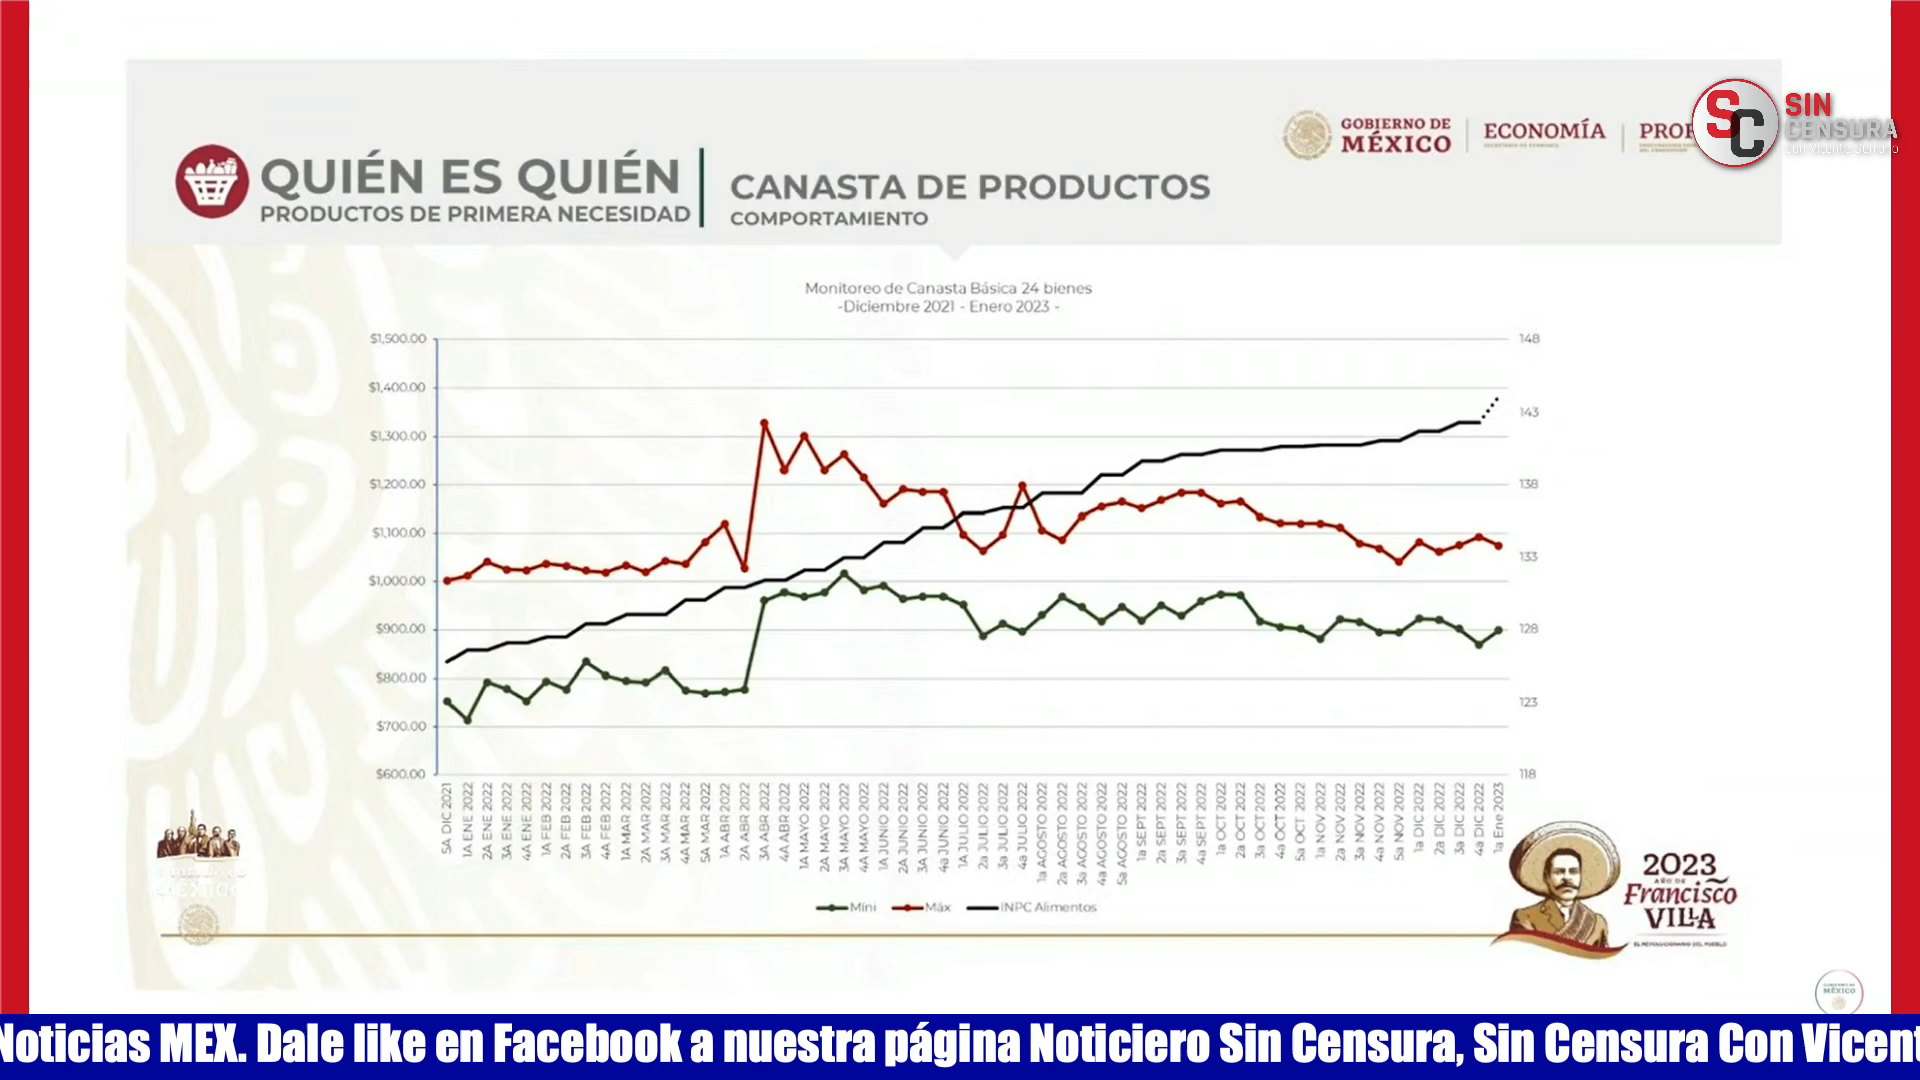 QUIÉN ES QUIÉN
PRODUCTOS DE PRIMERA NECESIDAD
CANASTA DE PRODUCTOS
COMPORTAMIENTO
GOBIERNO DE
MÉXICO
ECONOMÍA
SC
SIN
CENSURA
Monitoreo de Canasta Básica 24 bienes
-Diciembre 2021 - Enero 2023 -
$1,500.00
$1,400.00
$1,300.00
$1,200.00
$1,100.00
$1,000.00
$900.00
$800.00
$700.00
$600.00
148
143
138
133
128
123
118
5A DIC 2021
1A ENE 2022
2A ENE 2022
3A ENE 2022
4A ENE 2022
1A FEB 2022
2A FEB 2022
3A FEB 2022
4A FEB 2022
1A MAR 2022
2A MAR 2022
3A MAR 2022
4A MAR 2022
5A MAR 2022
1A ABR 2022
2A ABR 2022
3A ABR 2022
4A ABR 2022
1A MAYO 2022
2A MAYO 2022
3A MAYO 2022
4A MAYO 2022
1A JUNIO 2022
2A JUNIO 2022
3A JUNIO 2022
4a JUNIO 2022
1A JULIO 2022
2a JULIO 2022
3a JULIO 2022
4a JULIO 2022
1a AGOSTO 2022
2a AGOSTO 2022
3a AGOSTO 2022
4a AGOSTO 2022
5a AGOSTO 2022
1a SEPT 2022
2a SEPT 2022
3a SEPT 2022
4a SEPT 2022
1a OCT 2022
2a OCT 2022
3a OCT 2022
4a OCT 2022
5a OCT 2022
1a NOV 2022
2a NOV 2022
3a NOV 2022
4a NOV 2022
5a NOV 2022
1a DIC 2022
2a DIC 2022
3a DIC 2022
4a DIC 2022
1a Ene 2023
Míni
Máx
INPC Alimentos
2023
AÑO DE
Francisco
VILLA
EL REVOLUCIONARIO DEL PUEBLO
MÉXICO
Noticias MEX. Dale like en Facebook a nuestra página Noticiero Sin Censura, Sin Censura Con Vicent